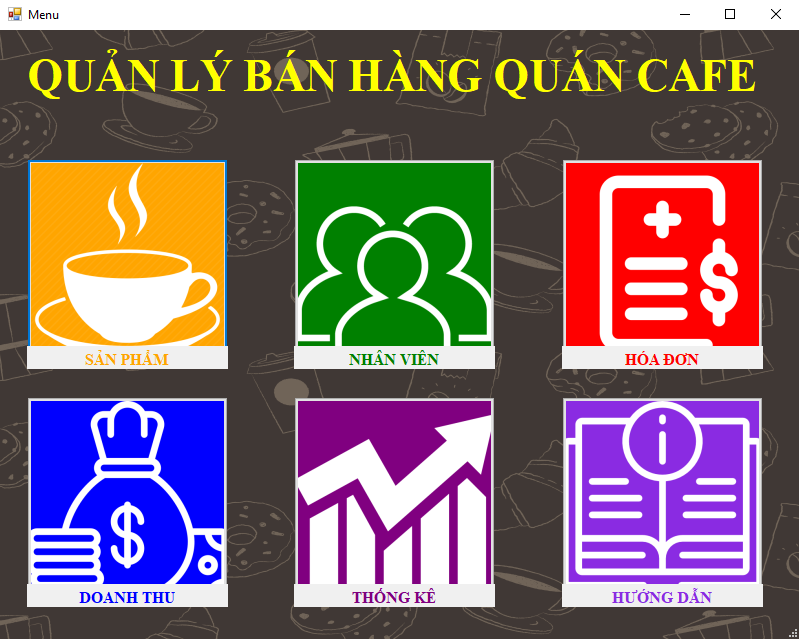 Menu
QUẢN LÝ BÁN HÀNG QUÁN CAFE
SẢN PHẨM
NHÂN VIÊN
HÓA ĐƠN
$
$
i
DOANH THU
THỐNG KÊ
HƯỚNG DẪN